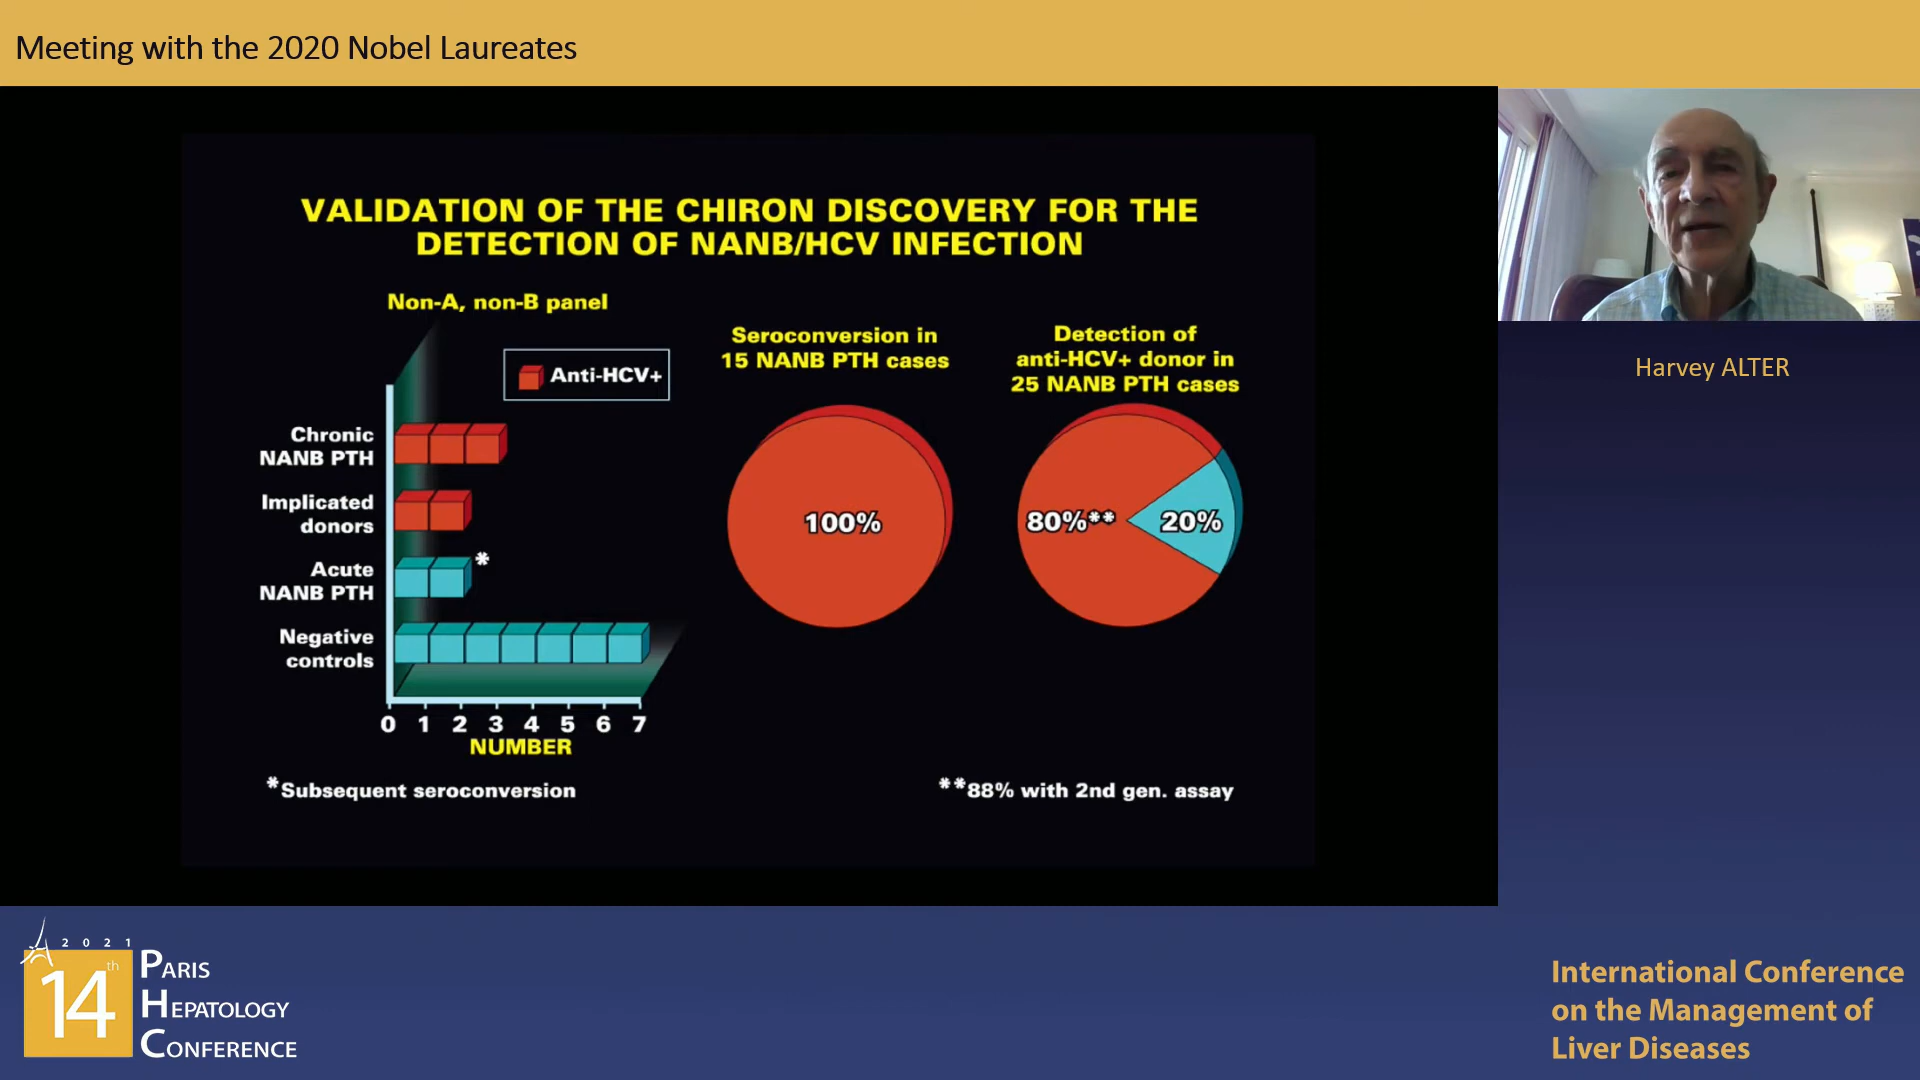 Meeting with the 2020 Nobel Laureates
VALIDATION OF THE CHIRON DISCOVERY FOR THE
DETECTION OF NANB/HCV INFECTION
Non-A, non-B panel
Anti-HCV+
Chronic
NANB PTH
Implicated
donors
Acute
NANB PTH
*
Negative
controls
0 1 2 3 4 5 6 7
NUMBER
*Subsequent seroconversion
Seroconversion in
15 NANB PTH cases
100%
Detection of
anti-HCV+ donor in
25 NANB PTH cases
80%**
20%
**88% with 2nd gen. assay
Harvey ALTER
2021
14th
PARIS
HEPATOLOGY
CONFERENCE
International Conference
on the Management of
Liver Diseases